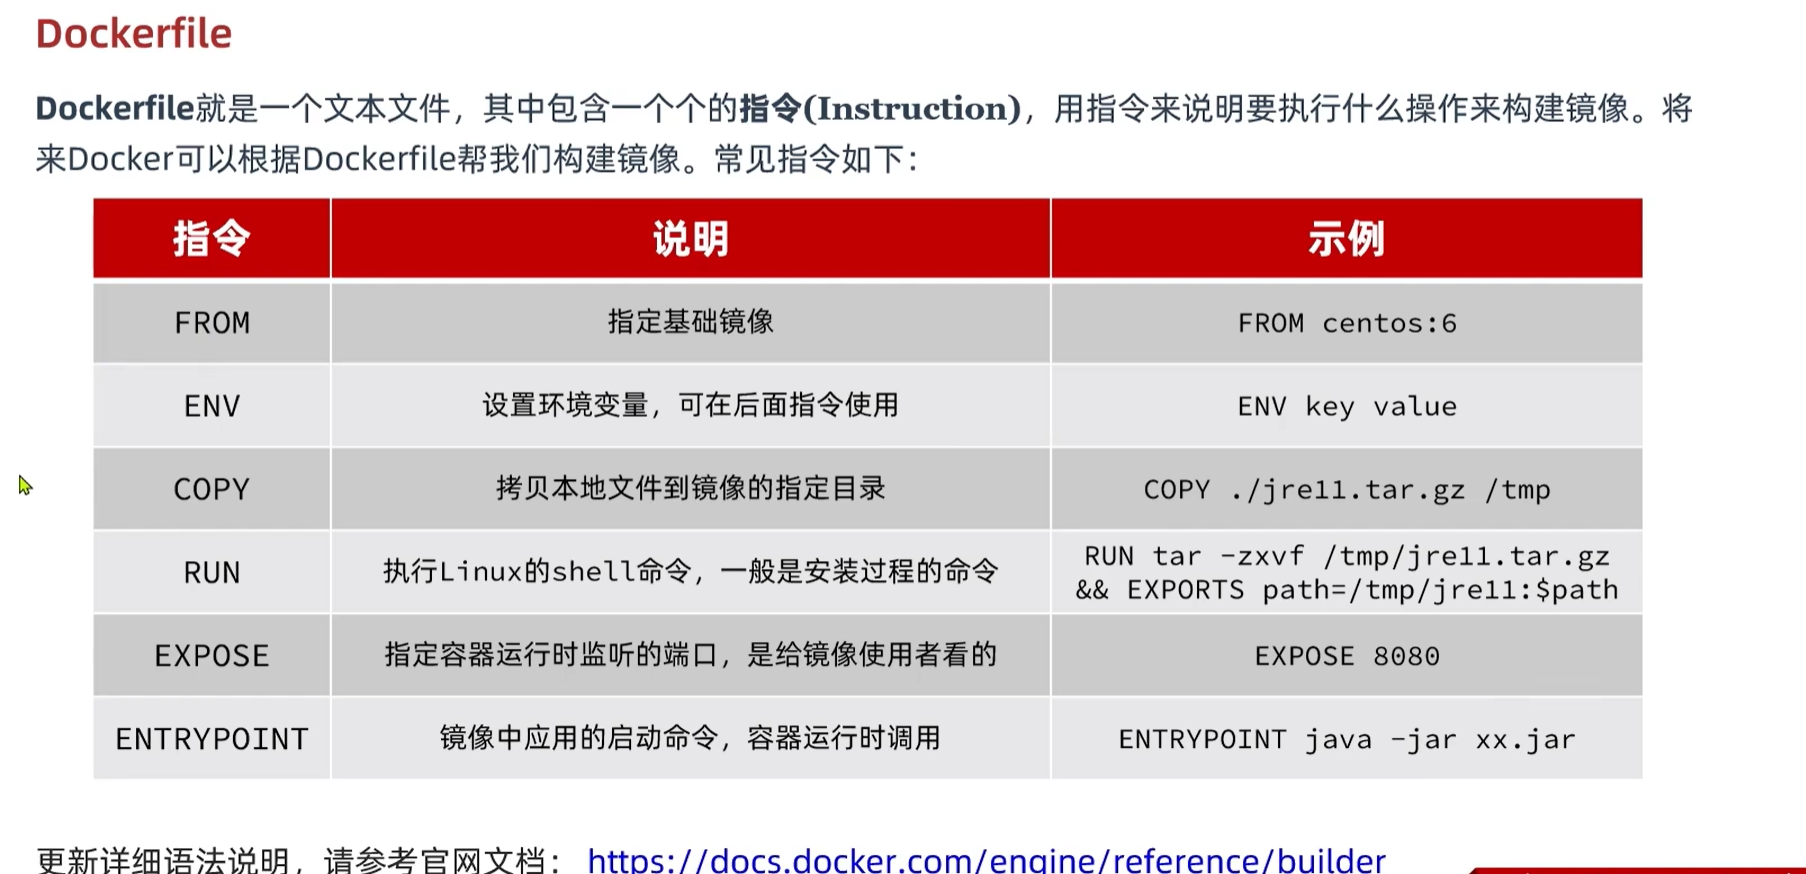 Dockerfile
Dockerfile就是一个文本文件，其中包含一个个的指令(Instruction)，用指令来说明要执行什么操作来构建镜像。将
来Docker可以根据Dockerfile帮我们构建镜像。常见指令如下：
指令 说明 示例
FROM 指定基础镜像 FROM centos:6
ENV 设置环境变量，可在后面指令使用 ENV key value
COPY 拷贝本地文件到镜像的指定目录 COPY ./jre11.tar.gz /tmp
RUN 执行Linux的shell命令，一般是安装过程的命令 RUN tar -zxvf /tmp/jre11.tar.gz
&& EXPORTS path=/tmp/jre11:$path
EXPOSE 指定容器运行时监听的端口，是给镜像使用者看的 EXPOSE 8080
ENTRYPOINT 镜像中应用的启动命令，容器运行时调用 ENTRYPOINT java -jar xx.jar
更新详细语法说明，请参考官网文档： https://docs.docker.com/engine/reference/builder